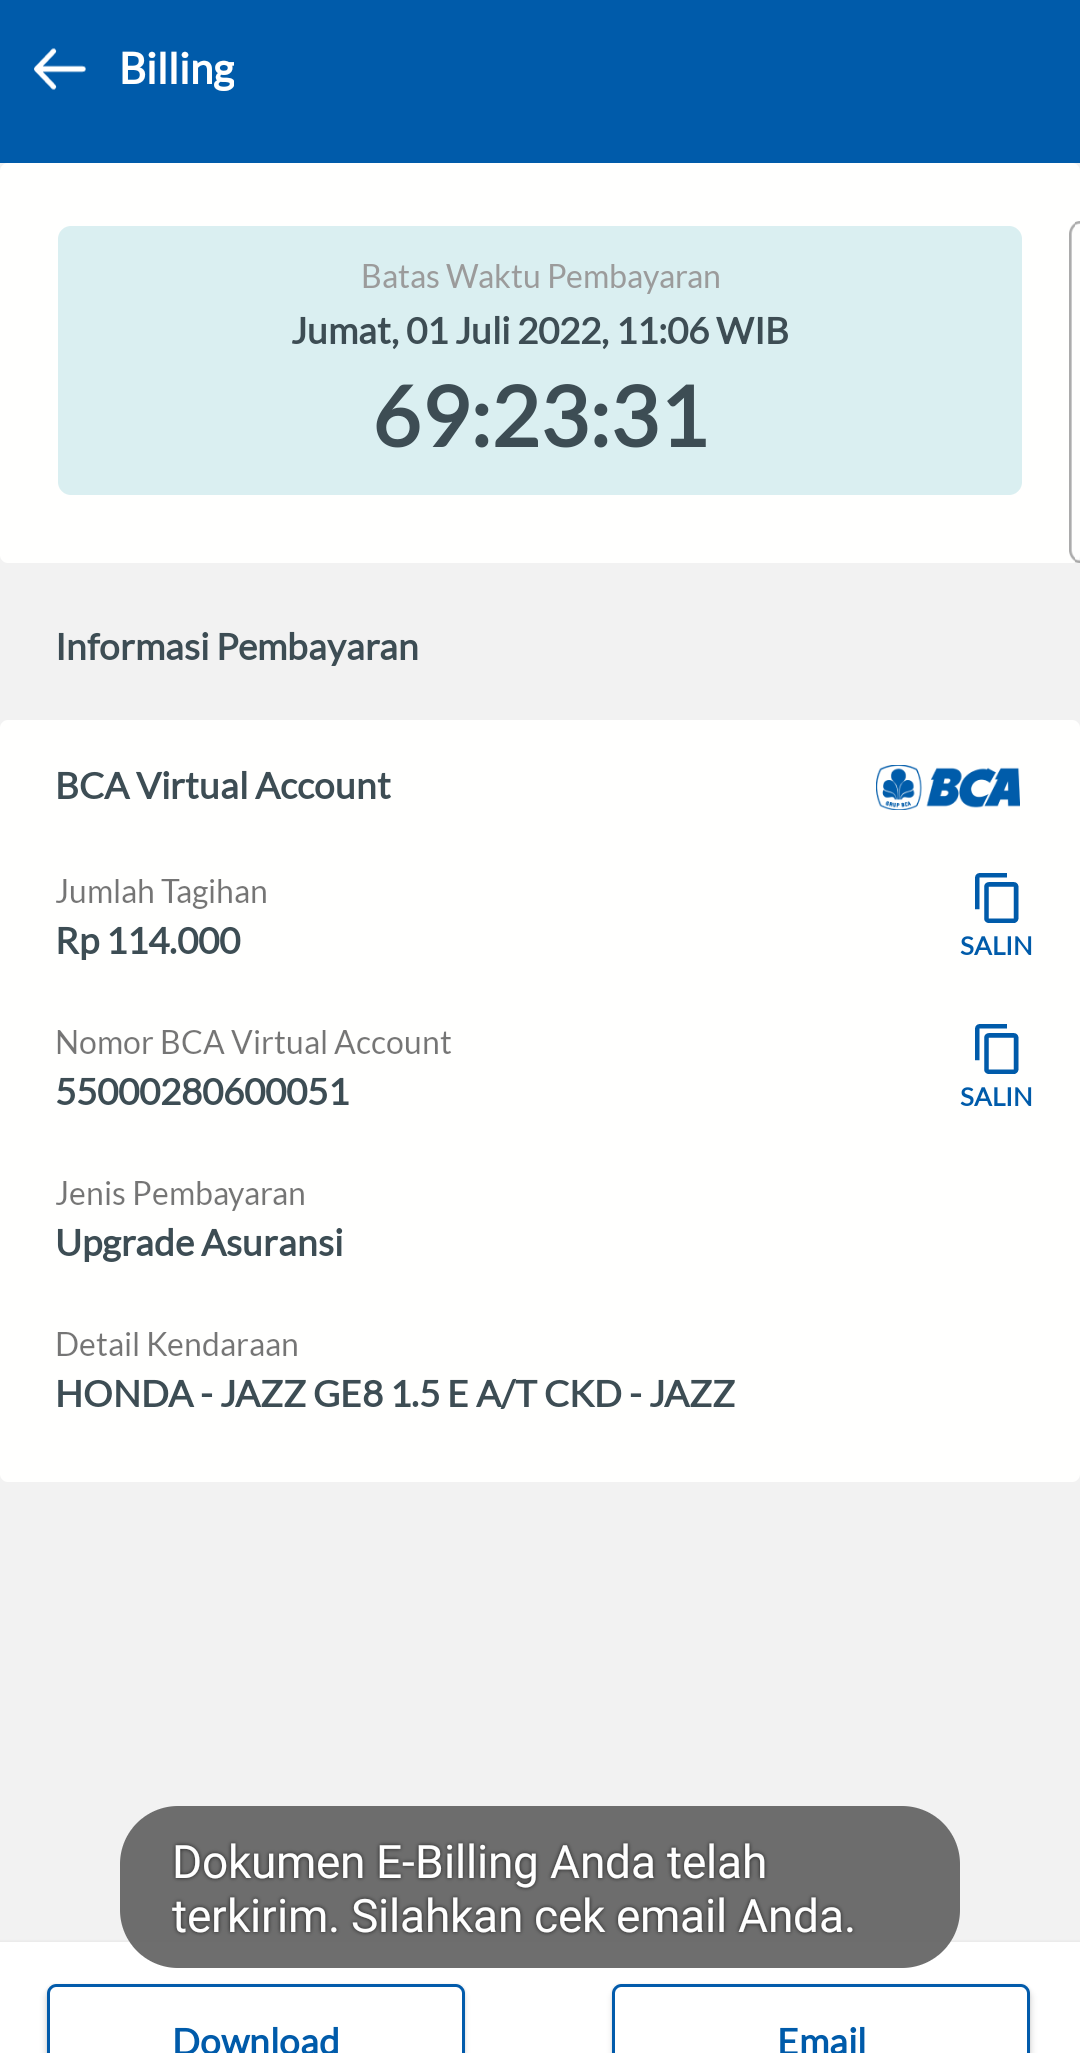 Billing
Batas Waktu Pembayaran
Jumat, 01 Juli 2022, 11:06 WIB
69:23:31
Informasi Pembayaran
BCA Virtual Account
BCA
Jumlah Tagihan
Rp 114.000
SALIN
Nomor BCA Virtual Account
55000280600051
SALIN
Jenis Pembayaran
Upgrade Asuransi
Detail Kendaraan
HONDA - JAZZ GE8 1.5 E A/T CKD - JAZZ
Dokumen E-Billing Anda telah
terkirim. Silahkan cek email Anda.
Download
Email